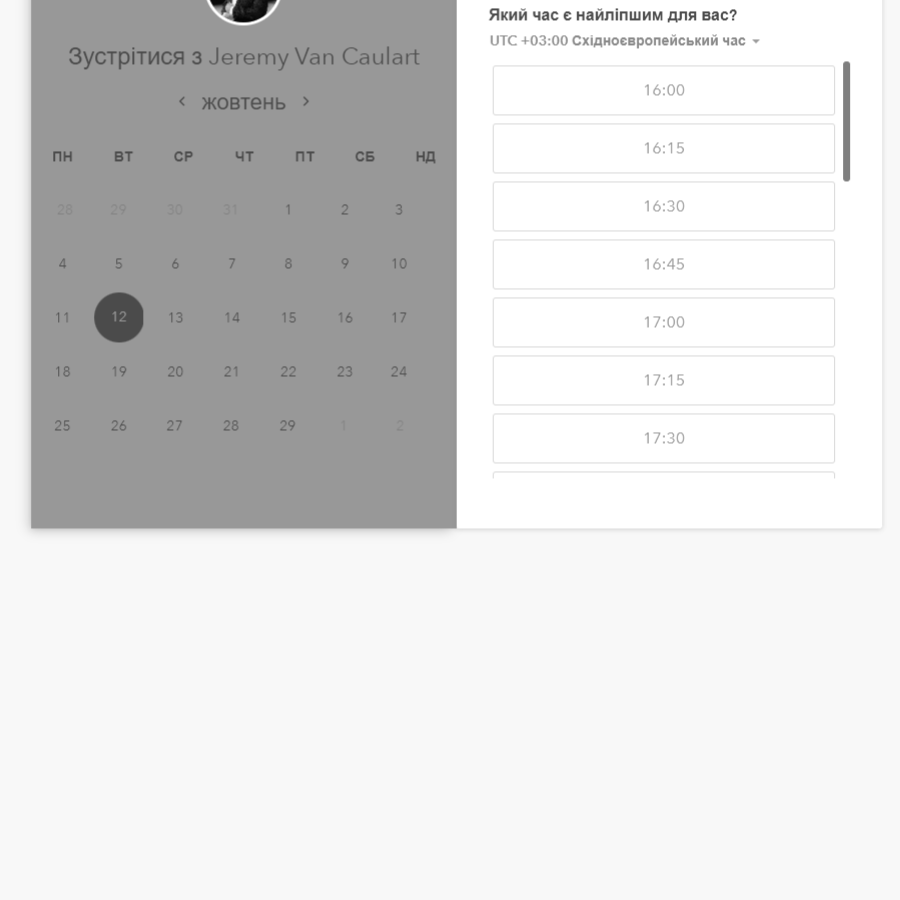 Зустрітися з Jeremy Van Caulart
жовтень
ПН ВТ СР ЧТ ПТ СБ НД
28 29 30 31 1 2 3
4 5 6 7 8 9 10
11 12 13 14 15 16 17
18 19 20 21 22 23 24
25 26 27 28 29 1 2
Який час є найліпшим для вас?
UTC +03:00 Східноєвропейський час
16:00
16:15
16:30
16:45
17:00
17:15
17:30